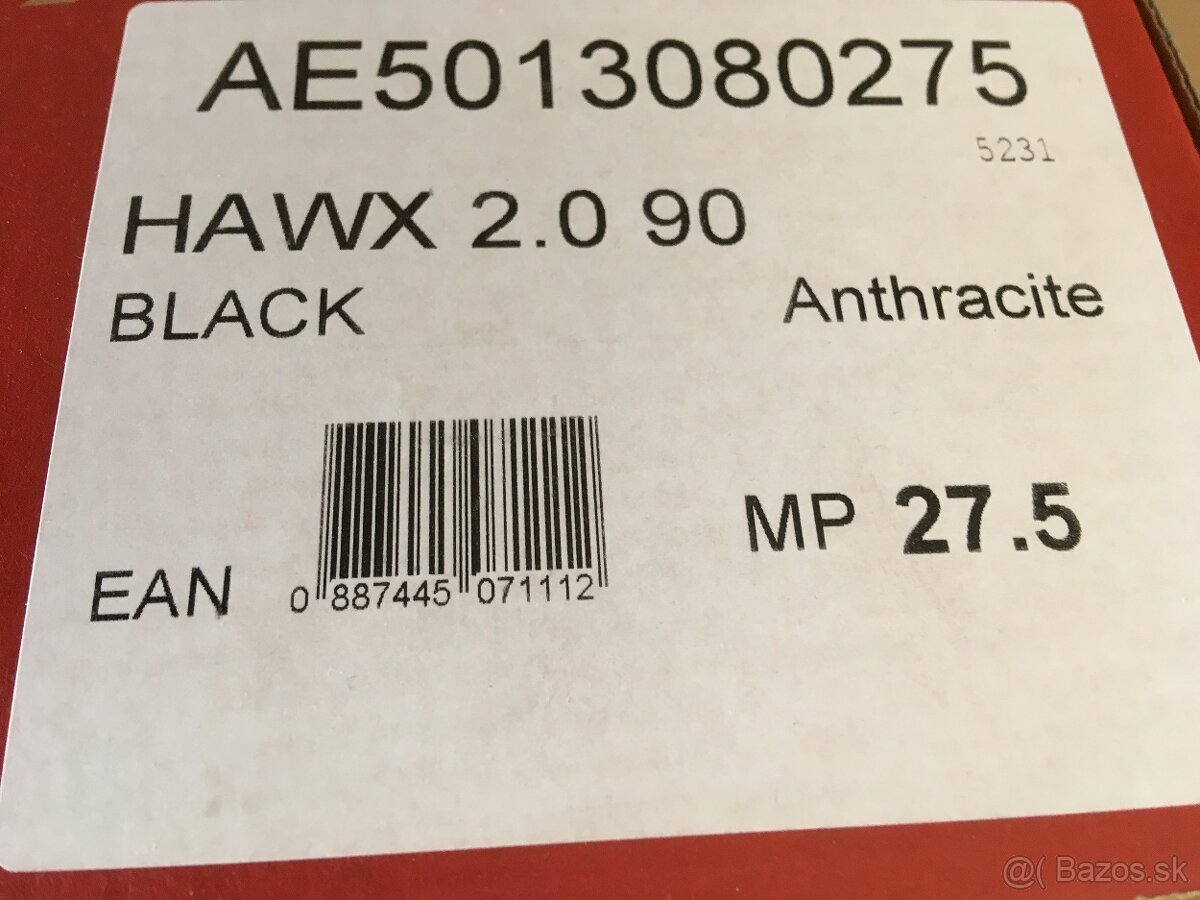 AE5013080275
5231
HAWX 2.0 90
BLACK Anthracite
MP 27.5
EAN 0 887445 071112
@( Bazos.sk